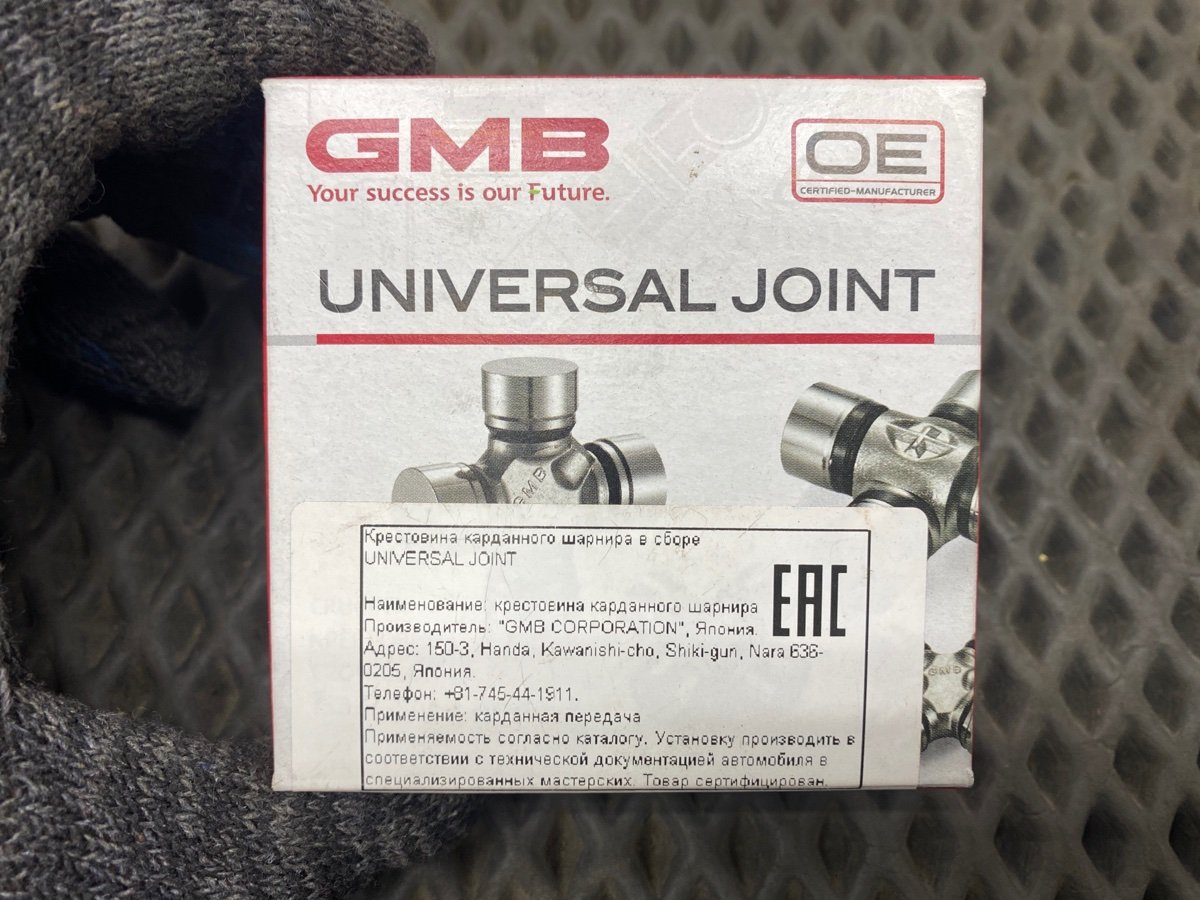 GMB
Your success is our Future.
OE
CERTIFIED-MANUFACTURER
UNIVERSAL JOINT
GMB
Крестовина карданного шарнира в сборе
UNIVERSAL JOINT
EAC
Наименование: крестовина карданного шарнира
Производитель: "GMB CORPORATION", Япония.
Адрес: 150-3, Handa, Kawanishi-cho, Shiki-gun, Nara 636-
0205, Япония.
Телефон: +81-745-44-1911.
Применение: карданная передача
Применяемость согласно каталогу. Установку производить в
соответствии с технической документацией автомобиля в
специализированных мастерских. Товар сертифицирован.
GMB